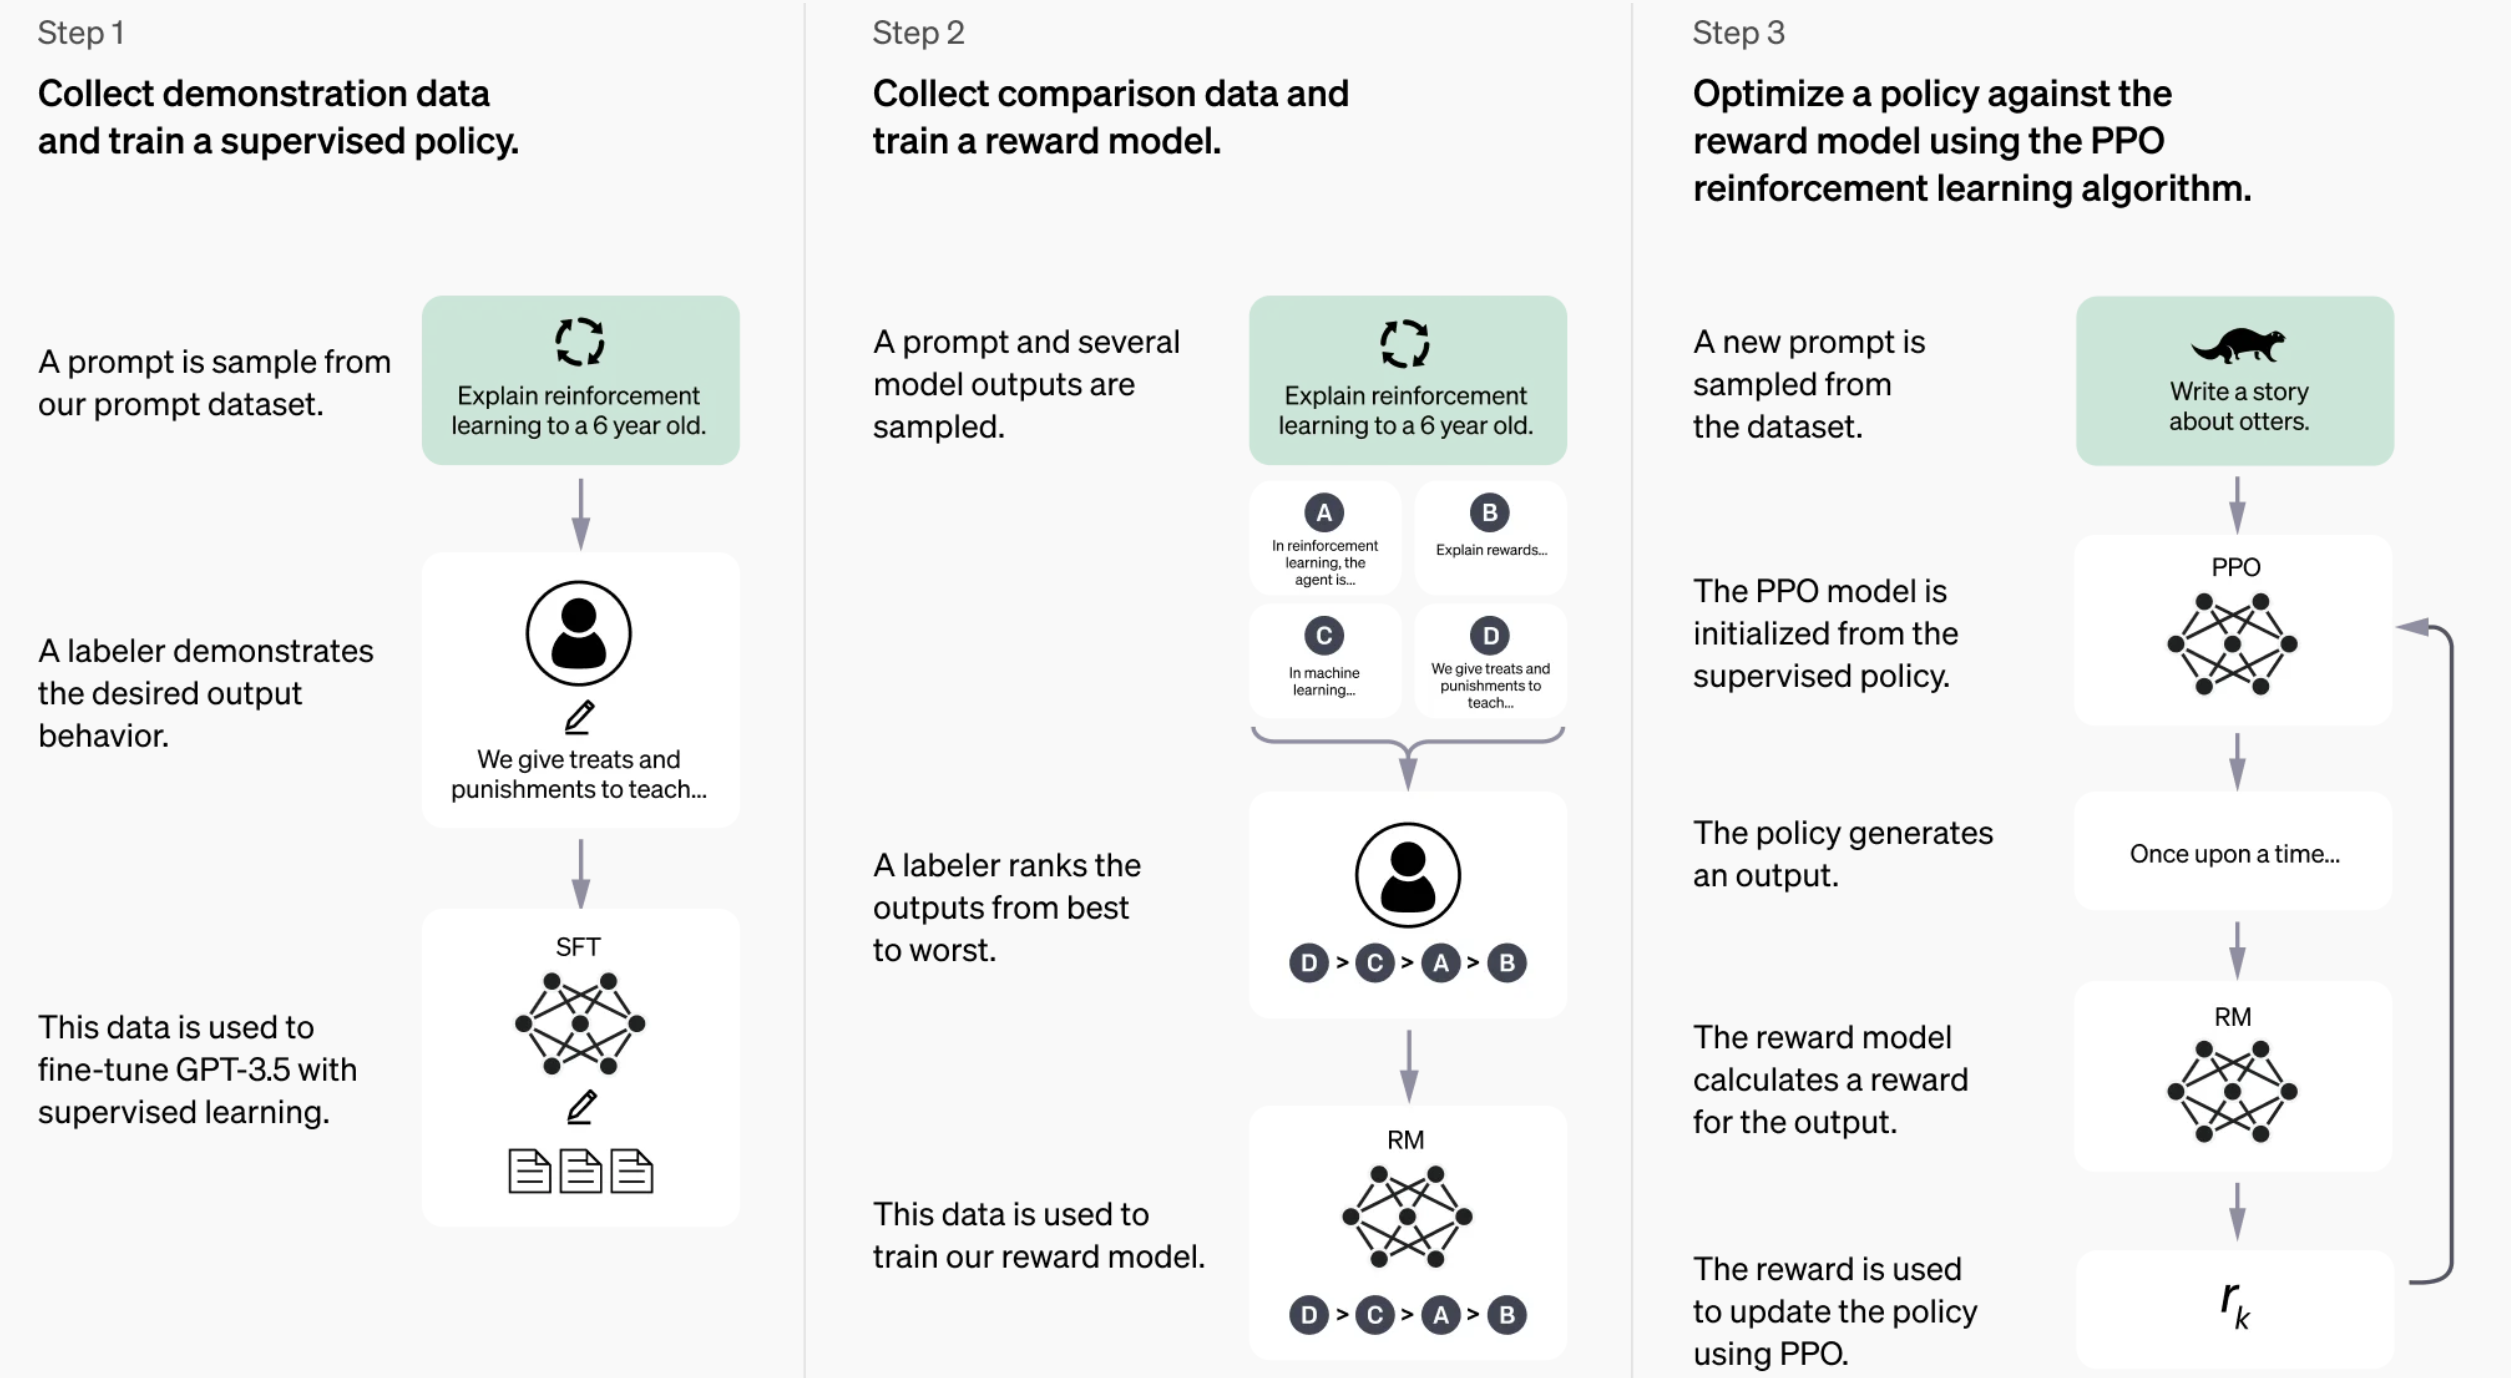 Step 1
Collect demonstration data
and train a supervised policy.
A prompt is sample from
our prompt dataset.
Explain reinforcement
learning to a 6 year old.
A labeler demonstrates
the desired output
behavior.
We give treats and
punishments to teach...
This data is used to
fine-tune GPT-3.5 with
supervised learning.
SFT
Step 2
Collect comparison data and
train a reward model.
A prompt and several
model outputs are
sampled.
Explain reinforcement
learning to a 6 year old.
A
In reinforcement
learning, the
agent is...
B
Explain rewards...
C
In machine
learning...
D
We give treats and
punishments to
teach...
A labeler ranks the
outputs from best
to worst.
D > C > A > B
This data is used to
train our reward model.
RM
D > C > A > B
Step 3
Optimize a policy against the
reward model using the PPO
reinforcement learning algorithm.
A new prompt is
sampled from
the dataset.
Write a story
about otters.
The PPO model is
initialized from the
supervised policy.
PPO
The policy generates
an output.
Once upon a time...
The reward model
calculates a reward
for the output.
RM
The reward is used
to update the policy
using PPO.
r_k